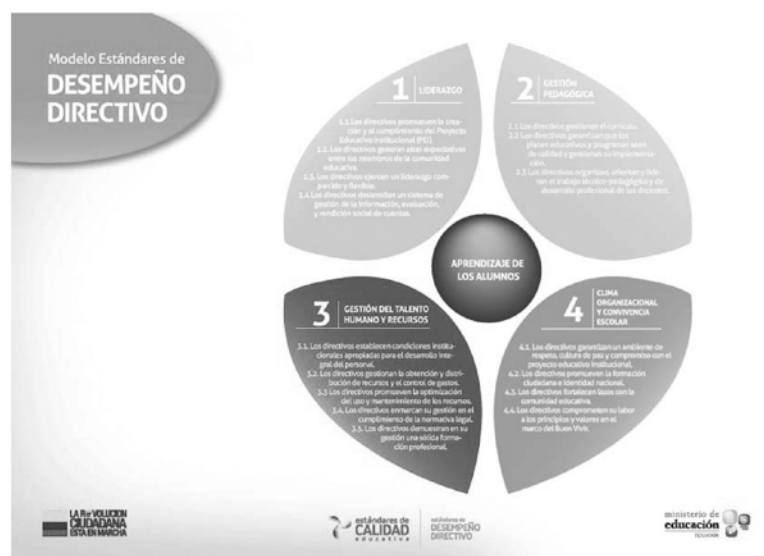 Modelo Estándares de
DESEMPEÑO
DIRECTIVO
1 LIDERAZGO
1.1 Los directivos promueven la crea-
ción y el cumplimiento del Proyecto
Educativo Institucional (PEI).
1.2. Los directivos generan altas expectativas
entre los miembros de la comunidad
educativa.
1.3. Los directivos ejercen un liderazgo com-
partido y flexible.
1.4 Los directivos desarrollan un sistema de
gestión de la información, evaluación,
y rendición social de cuentas.
2 GESTIÓN
PEDAGÓGICA
2.1 Los directivos gestionan el currículo.
2.2 Los directivos garantizan que los
planes educativos y programas sean
de calidad y gestionan su implementa-
ción.
2.3 Los directivos organizan, orientan y lide-
ran el trabajo técnico-pedagógico y de
desarrollo profesional de los docentes.
APRENDIZAJE DE
LOS ALUMNOS
3 GESTIÓN DEL TALENTO
HUMANO Y RECURSOS
3.1. Los directivos establecen condiciones institu-
cionales apropiadas para el desarrollo inte-
gral del personal.
3.2. Los directivos gestionan la obtención y distri-
bución de recursos y el control de gastos.
3.3 Los directivos promueven la optimización
del uso y mantenimiento de los recursos.
3.4. Los directivos enmarcan su gestión en el
cumplimiento de la normativa legal.
3.5. Los directivos demuestran en su
gestión una sólida forma-
ción profesional.
4 CLIMA
ORGANIZACIONAL
Y CONVIVENCIA
ESCOLAR
4.1. Los directivos garantizan un ambiente de
respeto, cultura de paz y compromiso con el
proyecto educativo institucional.
4.2. Los directivos promueven la formación
ciudadana e identidad nacional.
4.3. Los directivos fortalecen lazos con la
comunidad educativa.
4.4. Los directivos comprometen su labor
a los principios y valores en el
marco del Buen Vivir.
LA REVOLUCION
CIUDADANA
ESTA EN MARCHA
estándares de
CALIDAD
educativa
estándares de
DESEMPEÑO
DIRECTIVO
ministerio de
educación
ECUADOR